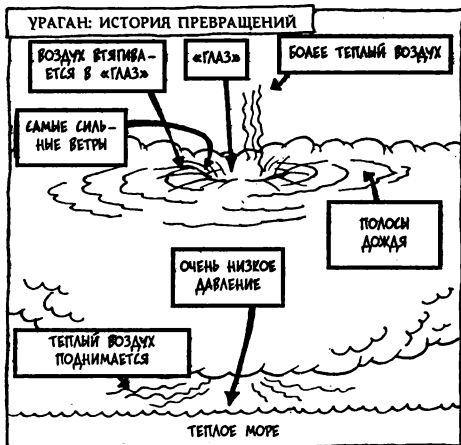 УРАГАН: ИСТОРИЯ ПРЕВРАЩЕНИЙ
ВОЗДУХ ВТЯГИВА-
ЕТСЯ В «ГЛАЗ»
«ГЛАЗ»
БОЛЕЕ ТЕПЛЫЙ ВОЗДУХ
САМЫЕ СИЛЬ-
НЫЕ ВЕТРЫ
ПОЛОСЫ
ДОЖДЯ
ОЧЕНЬ НИЗКОЕ
ДАВЛЕНИЕ
ТЕПЛЫЙ ВОЗДУХ
ПОДНИМАЕТСЯ
ТЕПЛОЕ МОРЕ